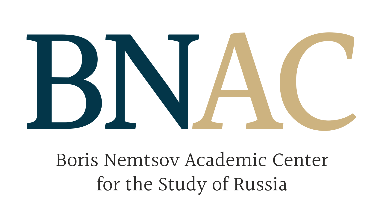 BNAC
Boris Nemtsov Academic Center
for the Study of Russia